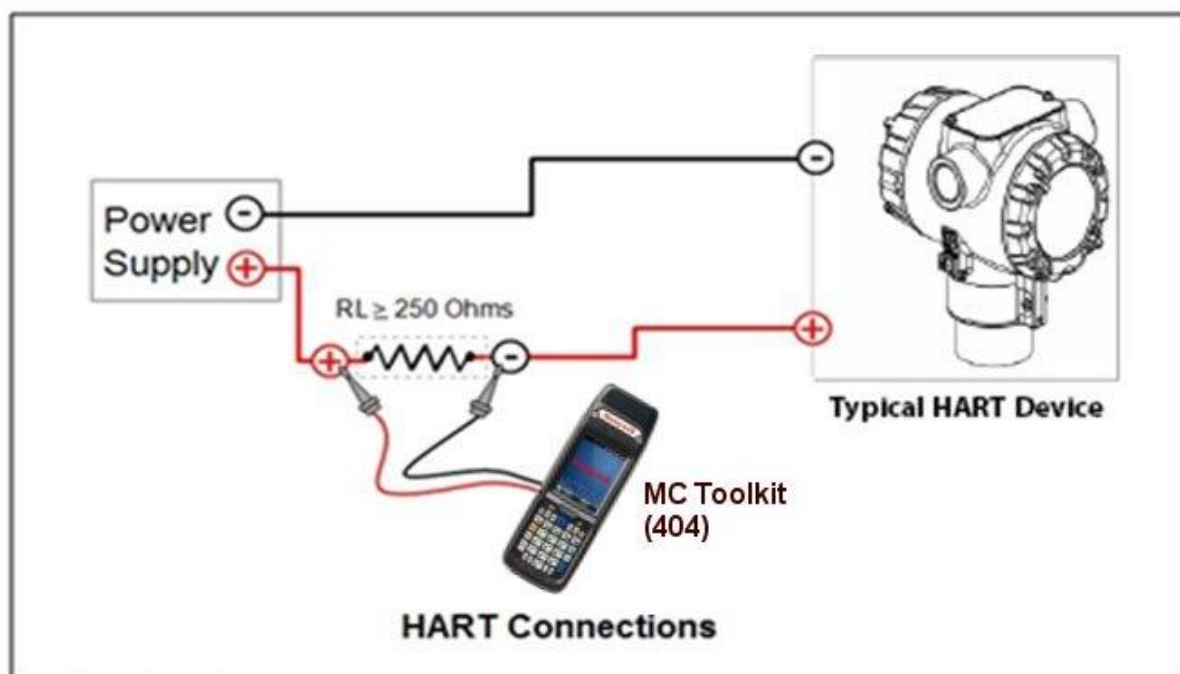 Power
Supply
-
+
RL ≥ 250 Ohms
+
-
-
+
Typical HART Device
MC Toolkit
(404)
HART Connections